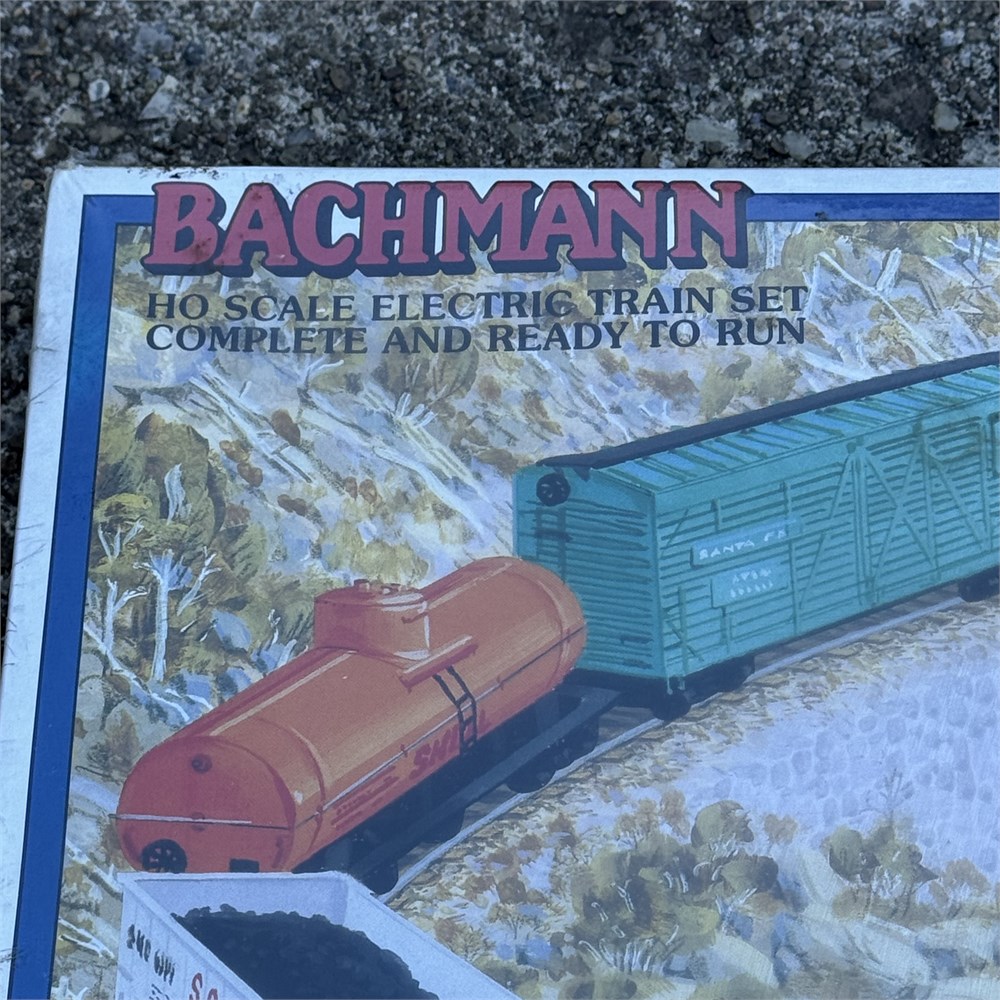 BACHMANN
HO SCALE ELECTRIC TRAIN SET
COMPLETE AND READY TO RUN
SANTA FE